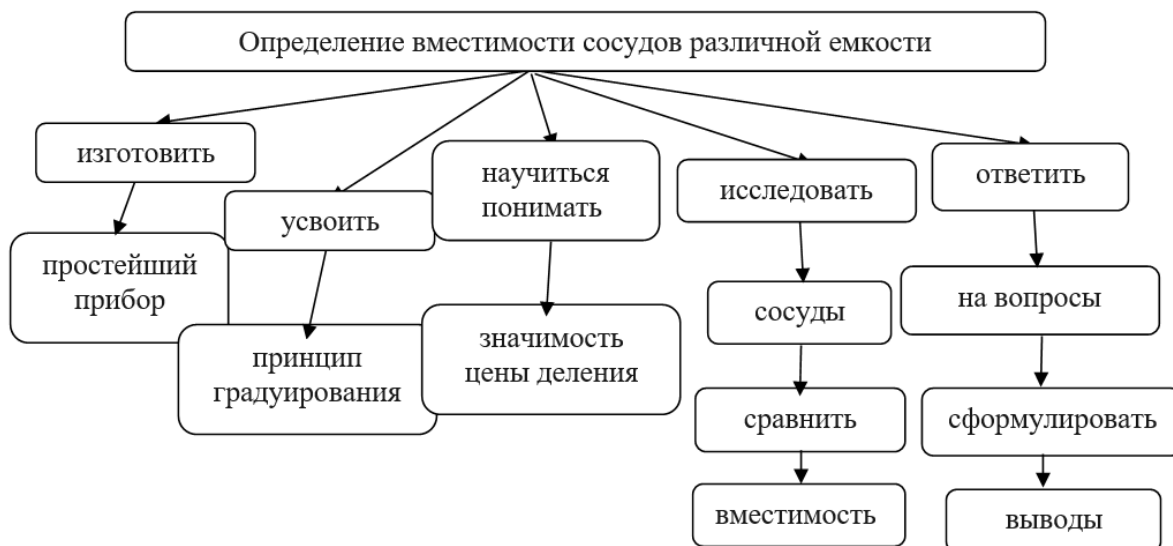 Определение вместимости сосудов различной емкости
изготовить
усвоить
научиться
понимать
исследовать
ответить
простейший
прибор
принцип
градуирования
значимость
цены деления
сосуды
на вопросы
сравнить
сформулировать
вместимость
выводы